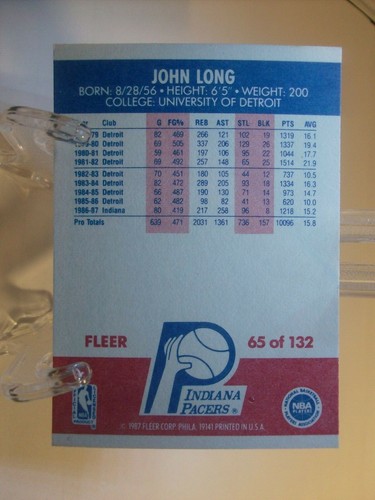 JOHN LONG
BORN: 8/28/56 • HEIGHT: 6'5" • WEIGHT: 200
COLLEGE: UNIVERSITY OF DETROIT
Club G FG% REB AST STL BLK PTS AVG
79 Detroit 82 469 266 121 102 19 1319 16.1
80 Detroit 69 505 337 206 129 26 1337 19.4
1980-81 Detroit 59 461 197 106 95 22 1044 17.7
1981-82 Detroit 69 492 257 148 65 25 1514 21.9
1982-83 Detroit 70 451 180 105 44 12 737 10.5
1983-84 Detroit 82 472 289 205 93 18 1334 16.3
1984-85 Detroit 66 487 190 130 71 14 973 14.7
1985-86 Detroit 62 482 98 82 41 13 620 10.0
1986-87 Indiana 80 419 217 258 96 8 1218 15.2
Pro Totals 639 471 2031 1361 736 157 10096 15.8
FLEER 65 of 132
INDIANA
PACERS ®
NBA
PLAYERS
© 1987 FLEER CORP. PHILA. 19141 PRINTED IN U.S.A.